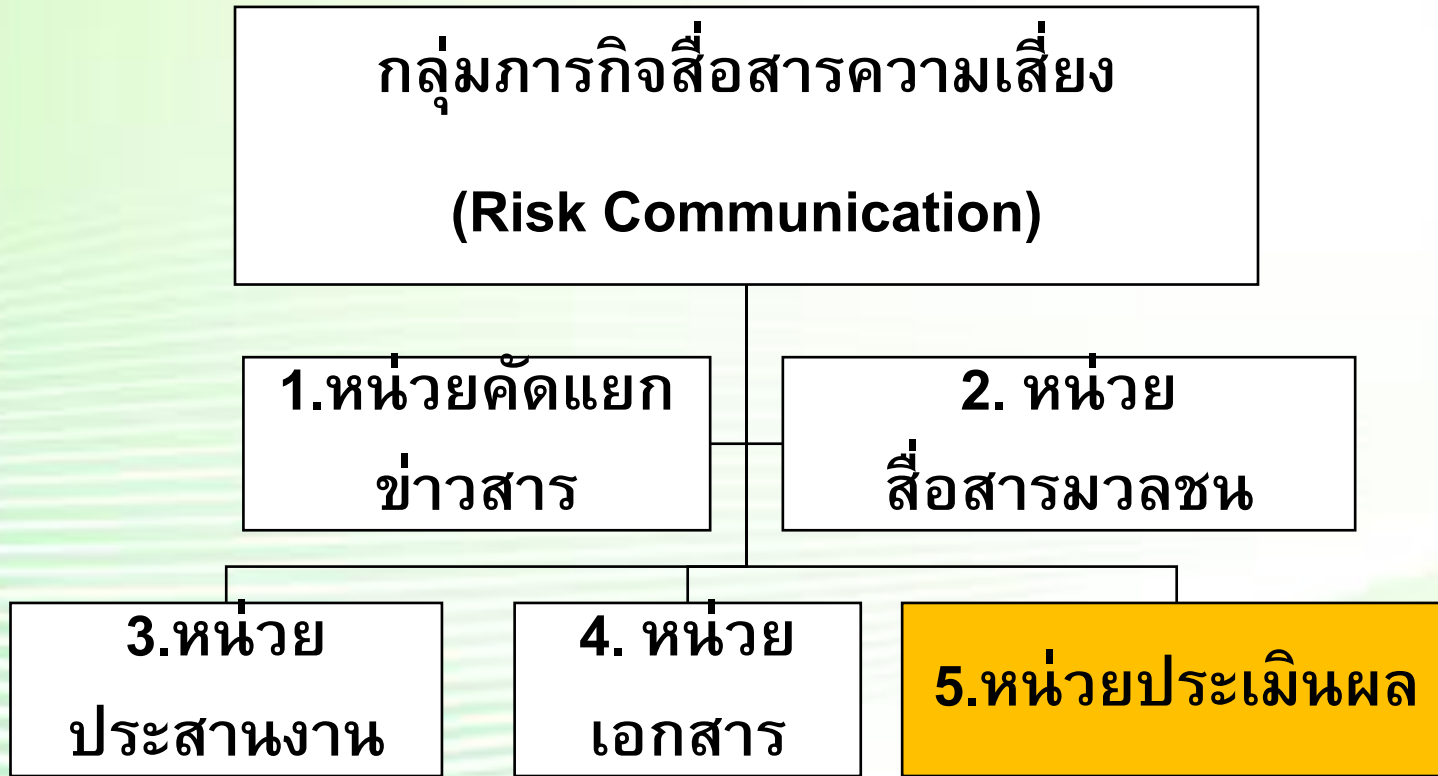 กลุ่มภารกิจสื่อสารความเสี่ยง
(Risk Communication)
1.หน่วยคัดแยก
ข่าวสาร
2. หน่วย
สื่อสารมวลชน
3.หน่วย
ประสานงาน
4. หน่วย
เอกสาร
5.หน่วยประเมินผล